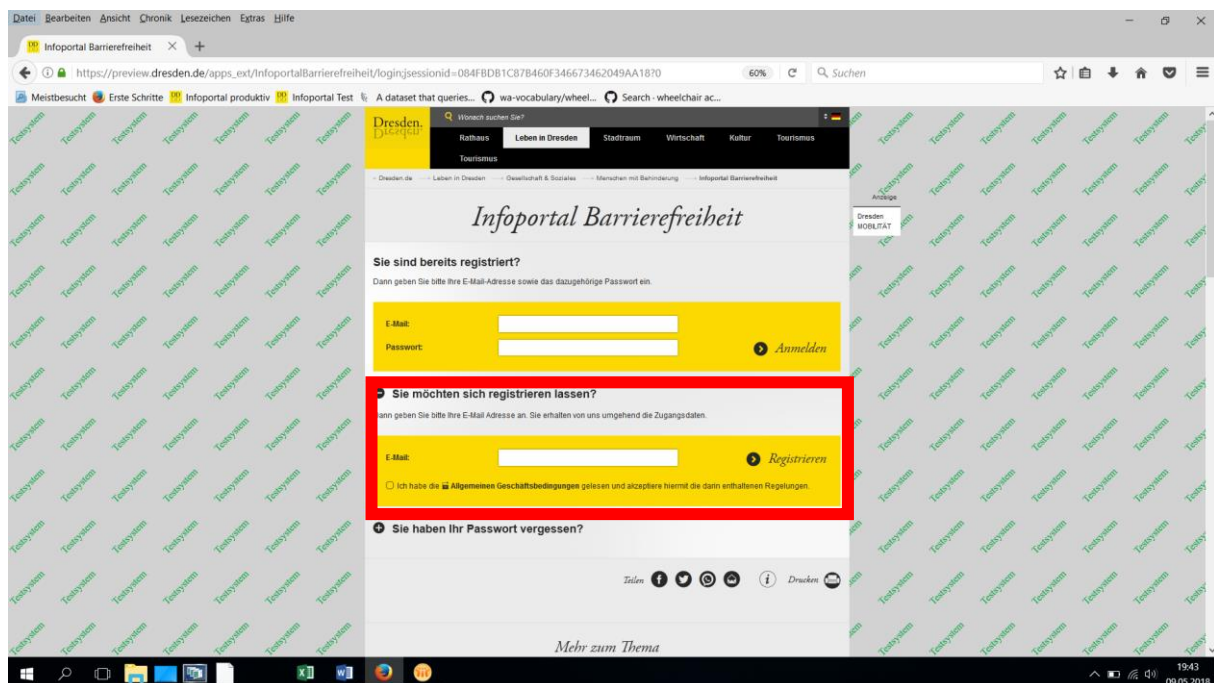 Datei Bearbeiten Ansicht Chronik Lesezeichen Extras Hilfe
Infoportal Barrierefreiheit
https://preview.dresden.de/apps_ext/InfoportalBarrierefreiheit/login;jsessionid=084FBDB1C87B460F346673462049AA18?0 60% Suchen
Meistbesucht Erste Schritte Infoportal produktiv Infoportal Test A dataset that queries... wa-vocabulary/wheel... Search · wheelchair ac...
Dresden.
Wonach suchen Sie?
Rathaus Leben in Dresden Stadtraum Wirtschaft Kultur Tourismus
Tourismus
Dresden.de Leben in Dresden Gesellschaft & Soziales Menschen mit Behinderung Infoportal Barrierefreiheit
Anzeige
Dresden
MOBILITÄT
Infoportal Barrierefreiheit
Sie sind bereits registriert?
Dann geben Sie bitte Ihre E-Mail-Adresse sowie das dazugehörige Passwort ein.
E-Mail:
Passwort:
Anmelden
Sie möchten sich registrieren lassen?
ann geben Sie bitte Ihre E-Mail Adresse an. Sie erhalten von uns umgehend die Zugangsdaten.
E-Mail:
Registrieren
Ich habe die Allgemeinen Geschäftsbedingungen gelesen und akzeptiere hiermit die darin enthaltenen Regelungen.
Sie haben Ihr Passwort vergessen?
Teilen
Drucken
Mehr zum Thema
Testsystem
19:43
09.05.2018